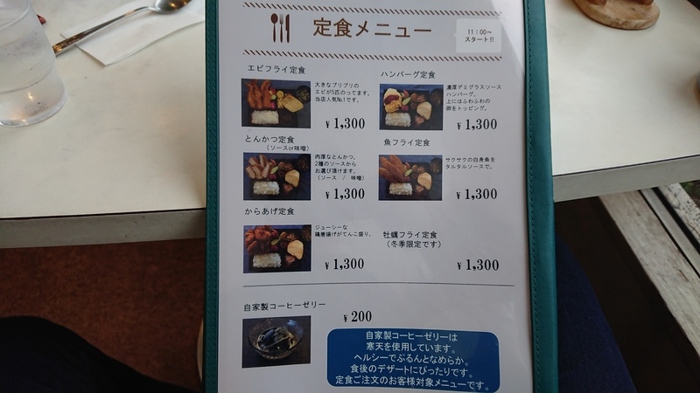 定食メニュー
11:00~
スタート!!
エビフライ定食
大きなプリプリの
エビが5匹のってます。
当店人気No1です。
¥1,300
ハンバーグ定食
濃厚デミグラスソース
ハンバーグ。
上にはふわふわの
卵をトッピング。
¥1,300
とんかつ定食
(ソースor味噌)
肉厚なとんかつ。
2種のソースから
お選び頂けます。
(ソース / 味噌)
¥1,300
魚フライ定食
サクサクの白身魚を
タルタルソースで。
¥1,300
からあげ定食
ジューシーな
鶏唐揚げがてんこ盛り。
¥1,300
牡蠣フライ定食
(冬季限定です)
¥1,300
自家製コーヒーゼリー
¥200
自家製コーヒーゼリーは
寒天を使用しています。
ヘルシーでぷるんとなめらか。
食後のデザートにぴったりです。
定食ご注文のお客様対象メニューです。